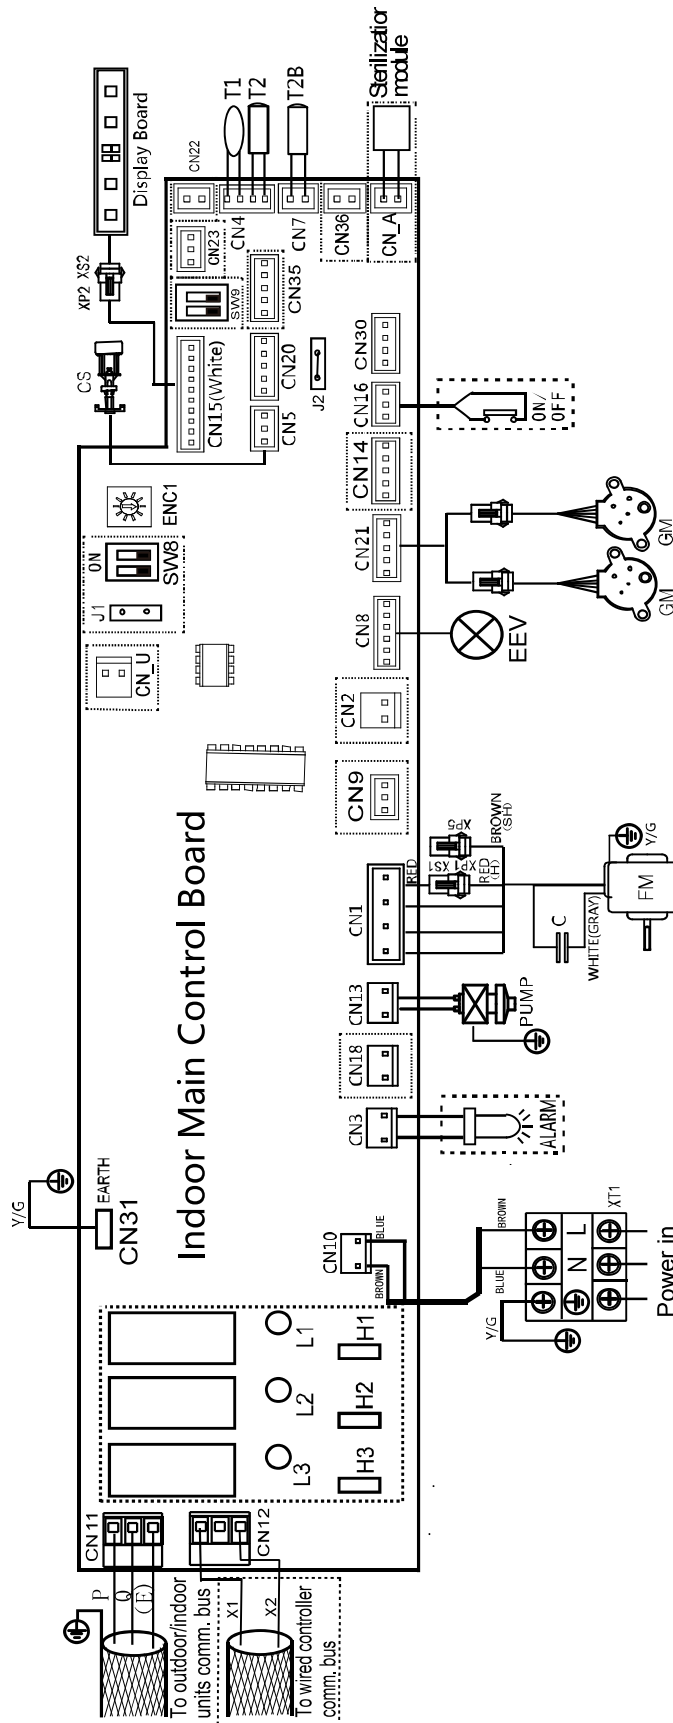 Sterilization
module
T1
T2
T2B
Display Board
XP2 XS2
CS
CN22
CN23
CN4
CN7
CN36
CN_A
SW9
CN35
CN15(White)
CN20
CN5
J2
CN30
CN16
ON/
OFF
CN14
CN21
GM
GM
ENC1
ON
SW8
J1
CN_U
CN8
EEV
CN2
CN9
Indoor Main Control Board
CN1
RED
XP1 XS1
RED
(H)
XP5
BROWN
(SH)
Y/G
FM
C
WHITE(GRAY)
CN13
PUMP
CN18
CN3
ALARM
Y/G
EARTH
CN31
CN10
BLUE
BROWN
BROWN
BLUE
Y/G
L
N
XT1
Power in
L1
L2
L3
H1
H2
H3
CN11
CN12
P
Q
(E)
X1
X2
To outdoor/indoor
units comm. bus
To wired controller
comm. bus